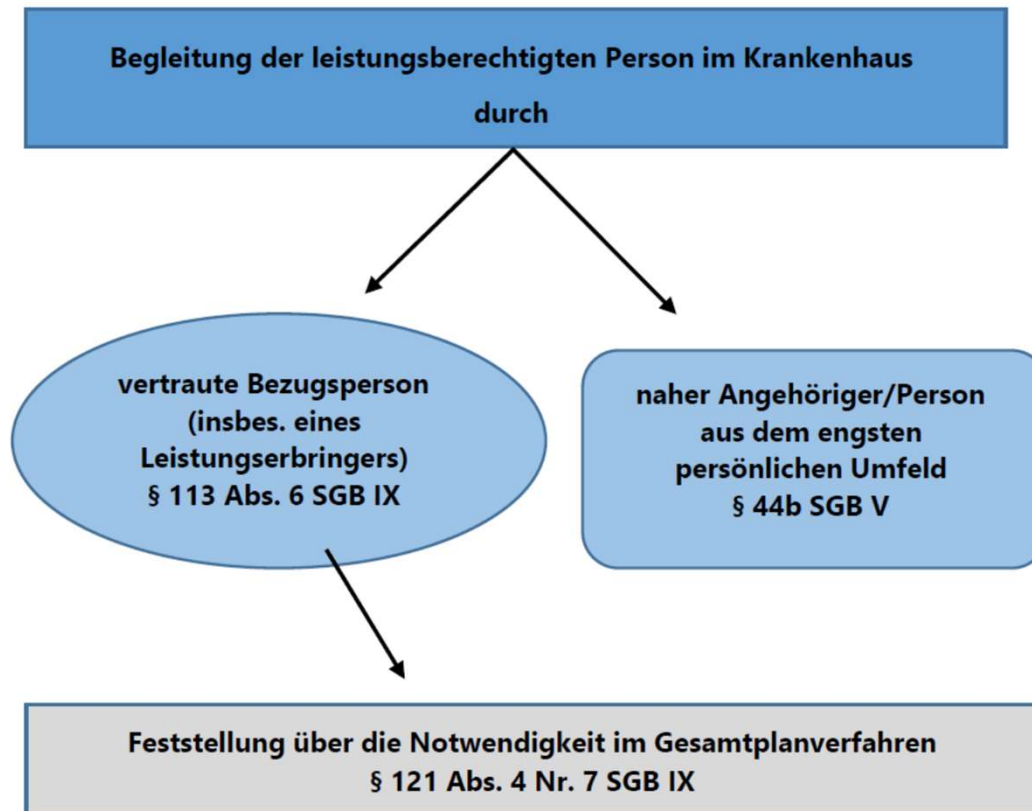 Begleitung der leistungsberechtigten Person im Krankenhaus
durch
vertraute Bezugsperson
(insbes. eines
Leistungserbringers)
§ 113 Abs. 6 SGB IX
naher Angehöriger/Person
aus dem engsten
persönlichen Umfeld
§ 44b SGB V
Feststellung über die Notwendigkeit im Gesamtplanverfahren
§ 121 Abs. 4 Nr. 7 SGB IX